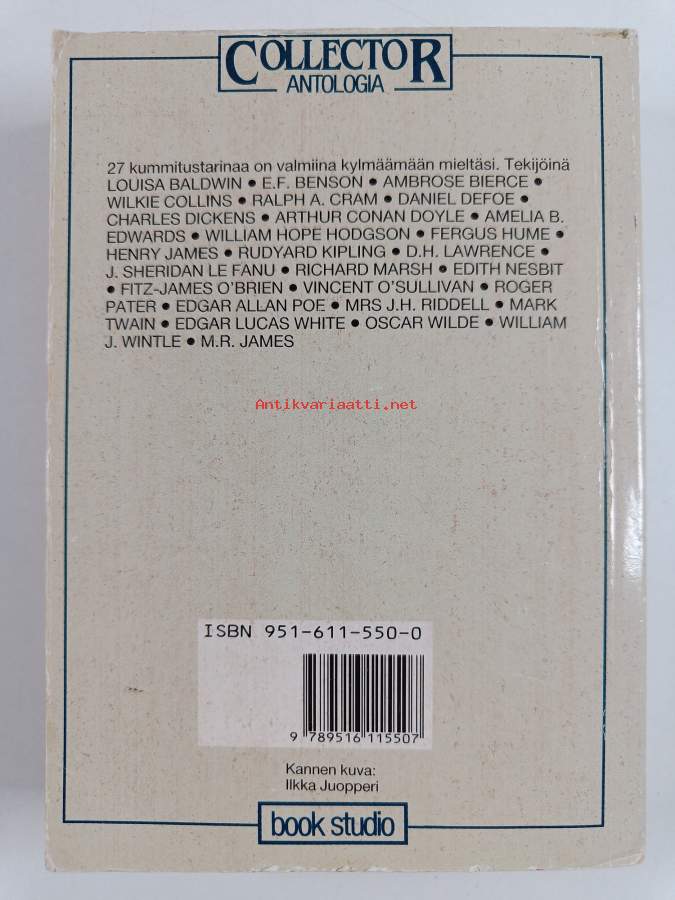 COLLECTOR
ANTOLOGIA
27 kummitustarinaa on valmiina kylmäämään mieltäsi. Tekijöinä
LOUISA BALDWIN ● E.F. BENSON ● AMBROSE BIERCE ●
WILKIE COLLINS ● RALPH A. CRAM ● DANIEL DEFOE ●
CHARLES DICKENS ● ARTHUR CONAN DOYLE ● AMELIA B.
EDWARDS ● WILLIAM HOPE HODGSON ● FERGUS HUME ●
HENRY JAMES ● RUDYARD KIPLING ● D.H. LAWRENCE ●
J. SHERIDAN LE FANU ● RICHARD MARSH ● EDITH NESBIT
● FITZ-JAMES O'BRIEN ● VINCENT O'SULLIVAN ● ROGER
PATER ● EDGAR ALLAN POE ● MRS J.H. RIDDELL ● MARK
TWAIN ● EDGAR LUCAS WHITE ● OSCAR WILDE ● WILLIAM
J. WINTLE ● M.R. JAMES
Antikvariaatti.net
ISBN 951-611-550-0
9 789516 115507
Kannen kuva:
Ilkka Juopperi
book studio